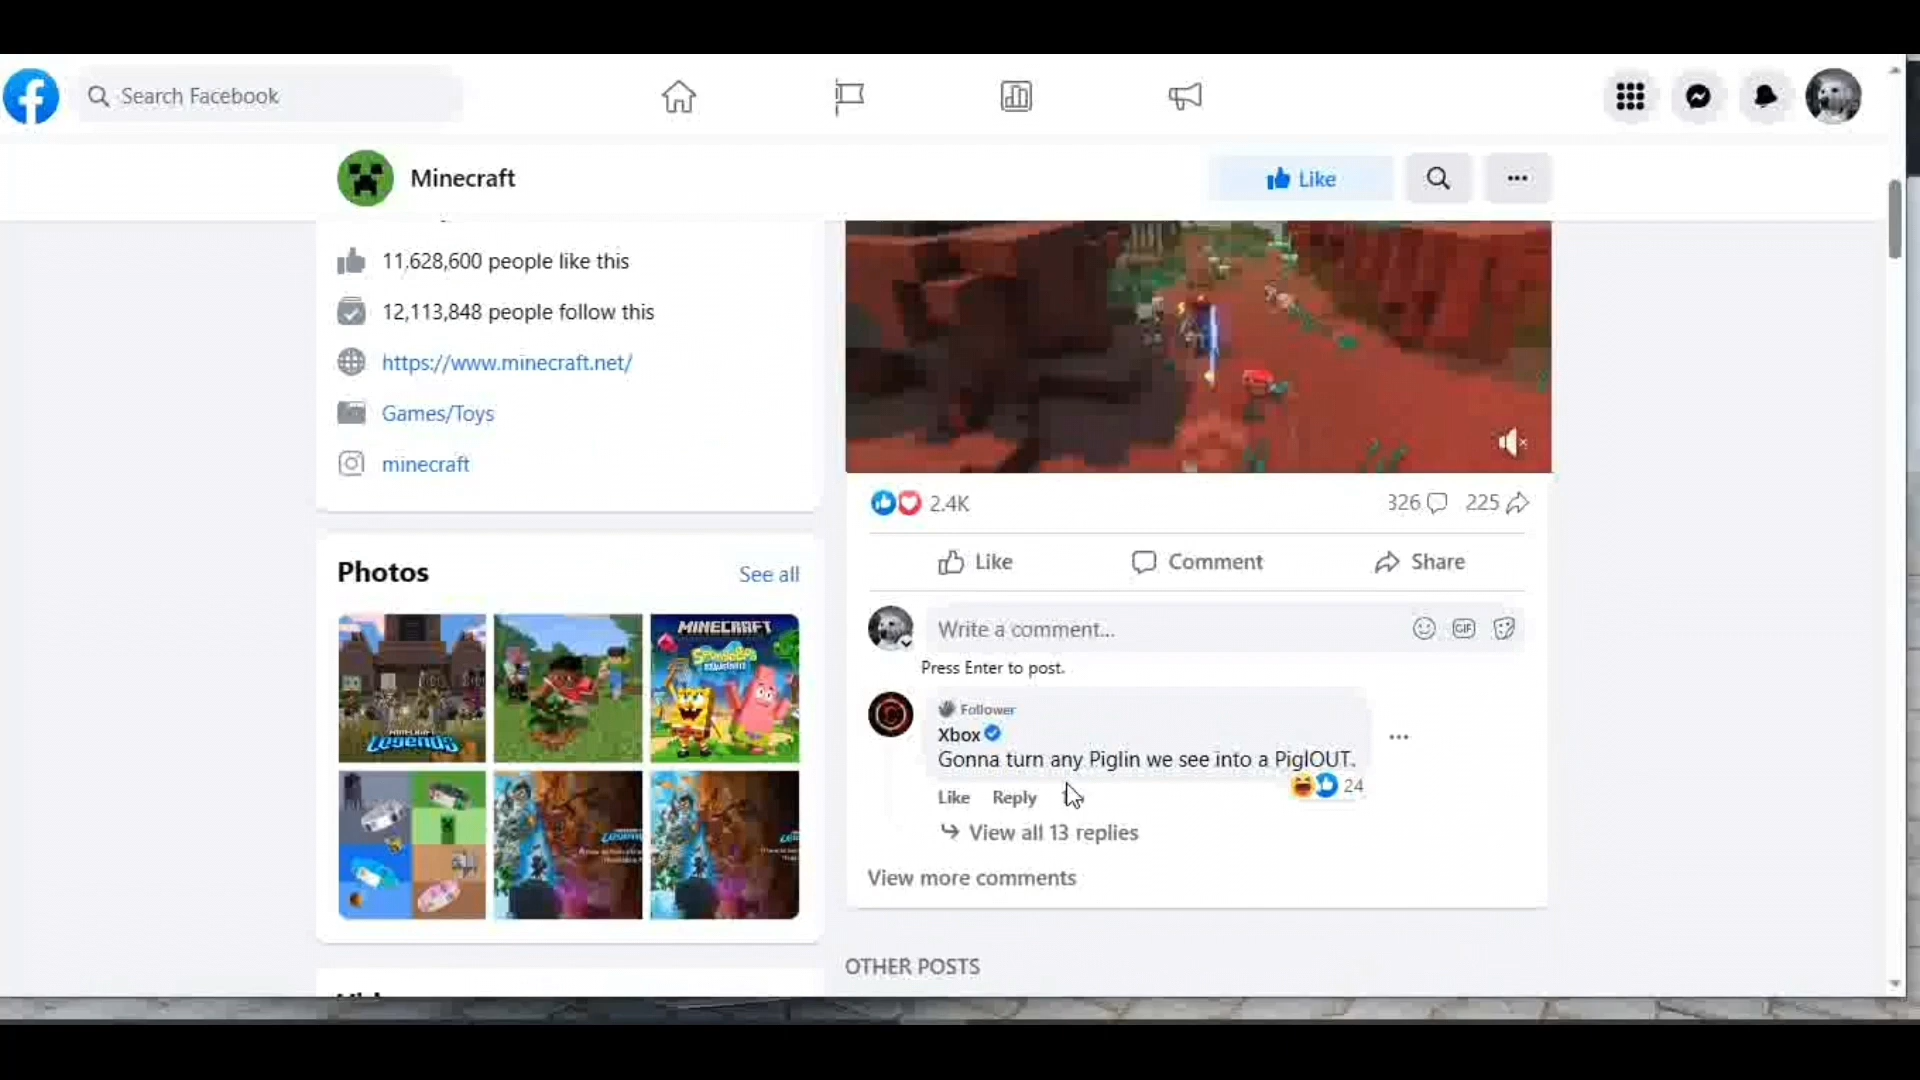 Search Facebook
Minecraft
Like
11,628,600 people like this
12,113,848 people follow this
https://www.minecraft.net/
Games/Toys
minecraft
Photos
See all
LEGENDS
MINECRAFT
SPONGEBOB
2.4K
326
225
Like
Comment
Share
Write a comment...
GIF
Press Enter to post.
Follower
Xbox
Gonna turn any Piglin we see into a PiglOUT.
24
Like
Reply
View all 13 replies
View more comments
OTHER POSTS